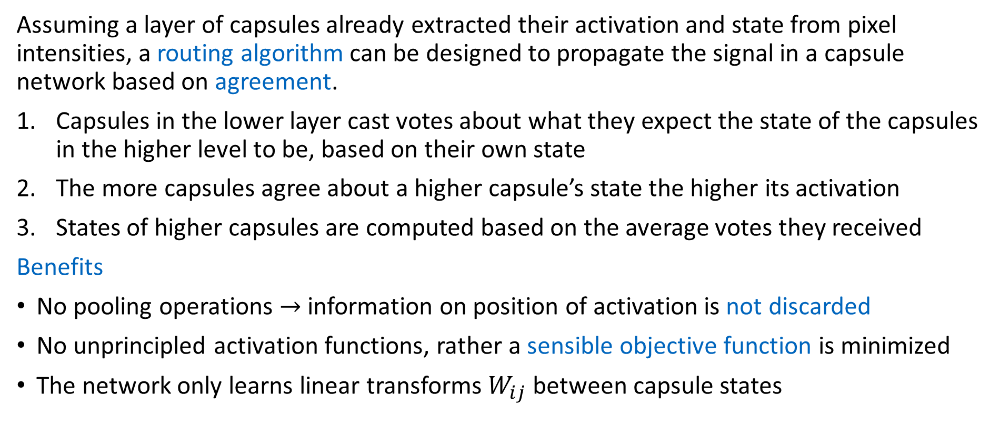 Assuming a layer of capsules already extracted their activation and state from pixel
intensities, a routing algorithm can be designed to propagate the signal in a capsule
network based on agreement.
1. Capsules in the lower layer cast votes about what they expect the state of the capsules
in the higher level to be, based on their own state
2. The more capsules agree about a higher capsule’s state the higher its activation
3. States of higher capsules are computed based on the average votes they received
Benefits
• No pooling operations → information on position of activation is not discarded
• No unprincipled activation functions, rather a sensible objective function is minimized
• The network only learns linear transforms W_{ij} between capsule states